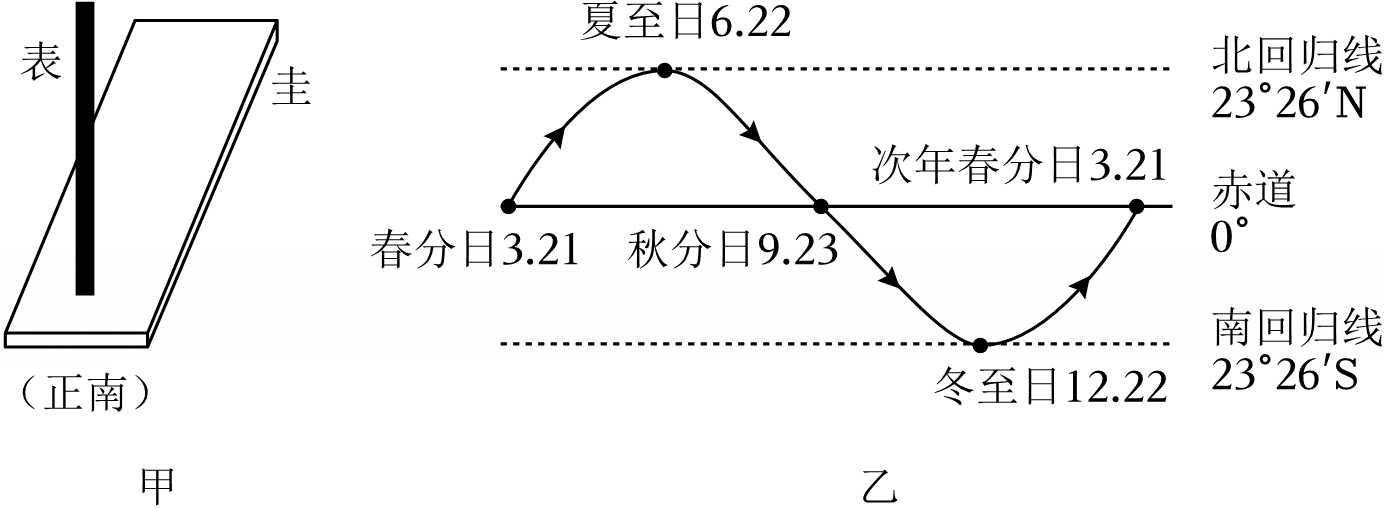 表
圭
（正南）
甲
夏至日6.22
北回归线
23°26′N
次年春分日3.21
赤道
0°
春分日3.21
秋分日9.23
南回归线
23°26′S
冬至日12.22
乙